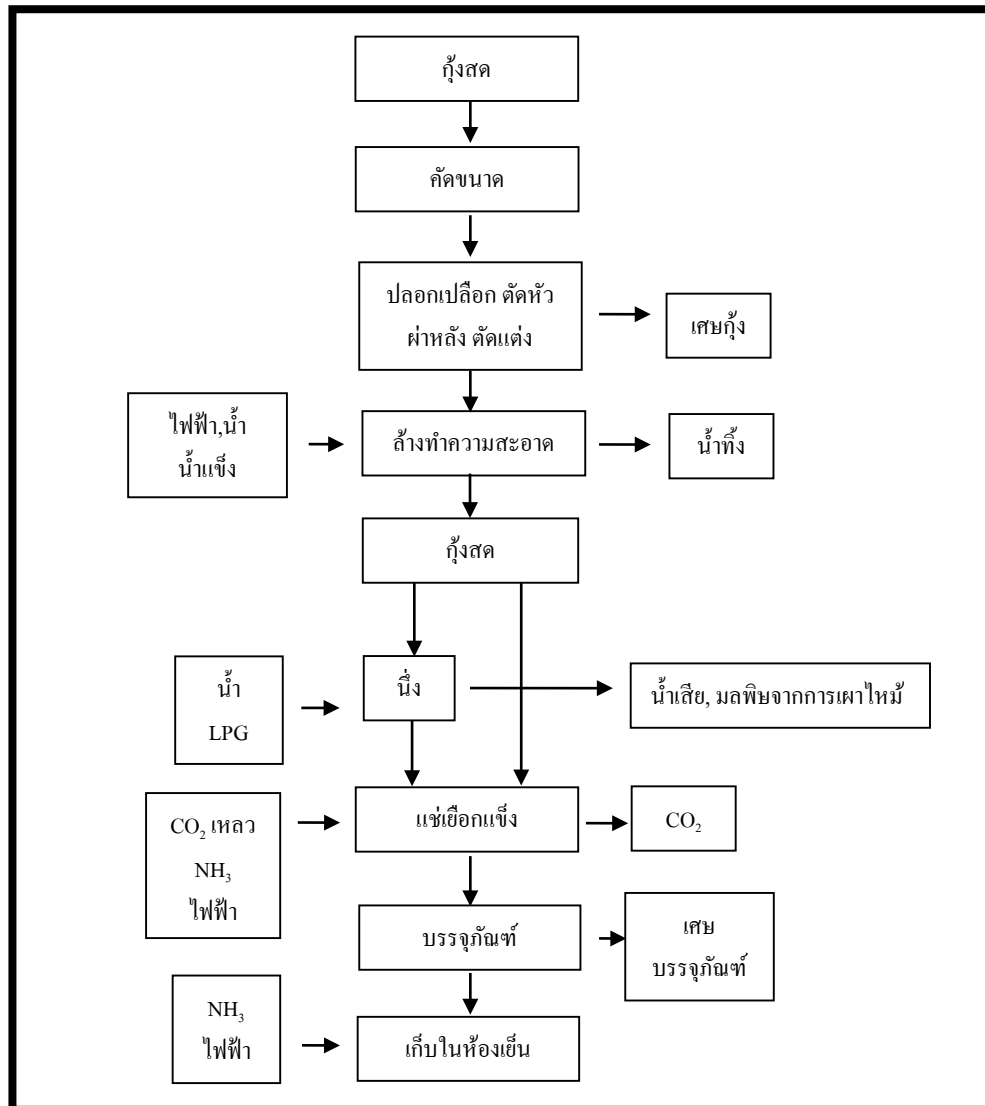 กุ้งสด
คัดขนาด
ปลอกเปลือก ตัดหัว
ผ่าหลัง ตัดแต่ง
เศษกุ้ง
ไฟฟ้า,น้ำ
น้ำแข็ง
ล้างทำความสะอาด
น้ำทิ้ง
กุ้งสด
น้ำ
LPG
นึ่ง
น้ำเสีย, มลพิษจากการเผาไหม้
CO₂ เหลว
NH₃
ไฟฟ้า
แช่เยือกแข็ง
CO₂
บรรจุภัณฑ์
เศษ
บรรจุภัณฑ์
NH₃
ไฟฟ้า
เก็บในห้องเย็น